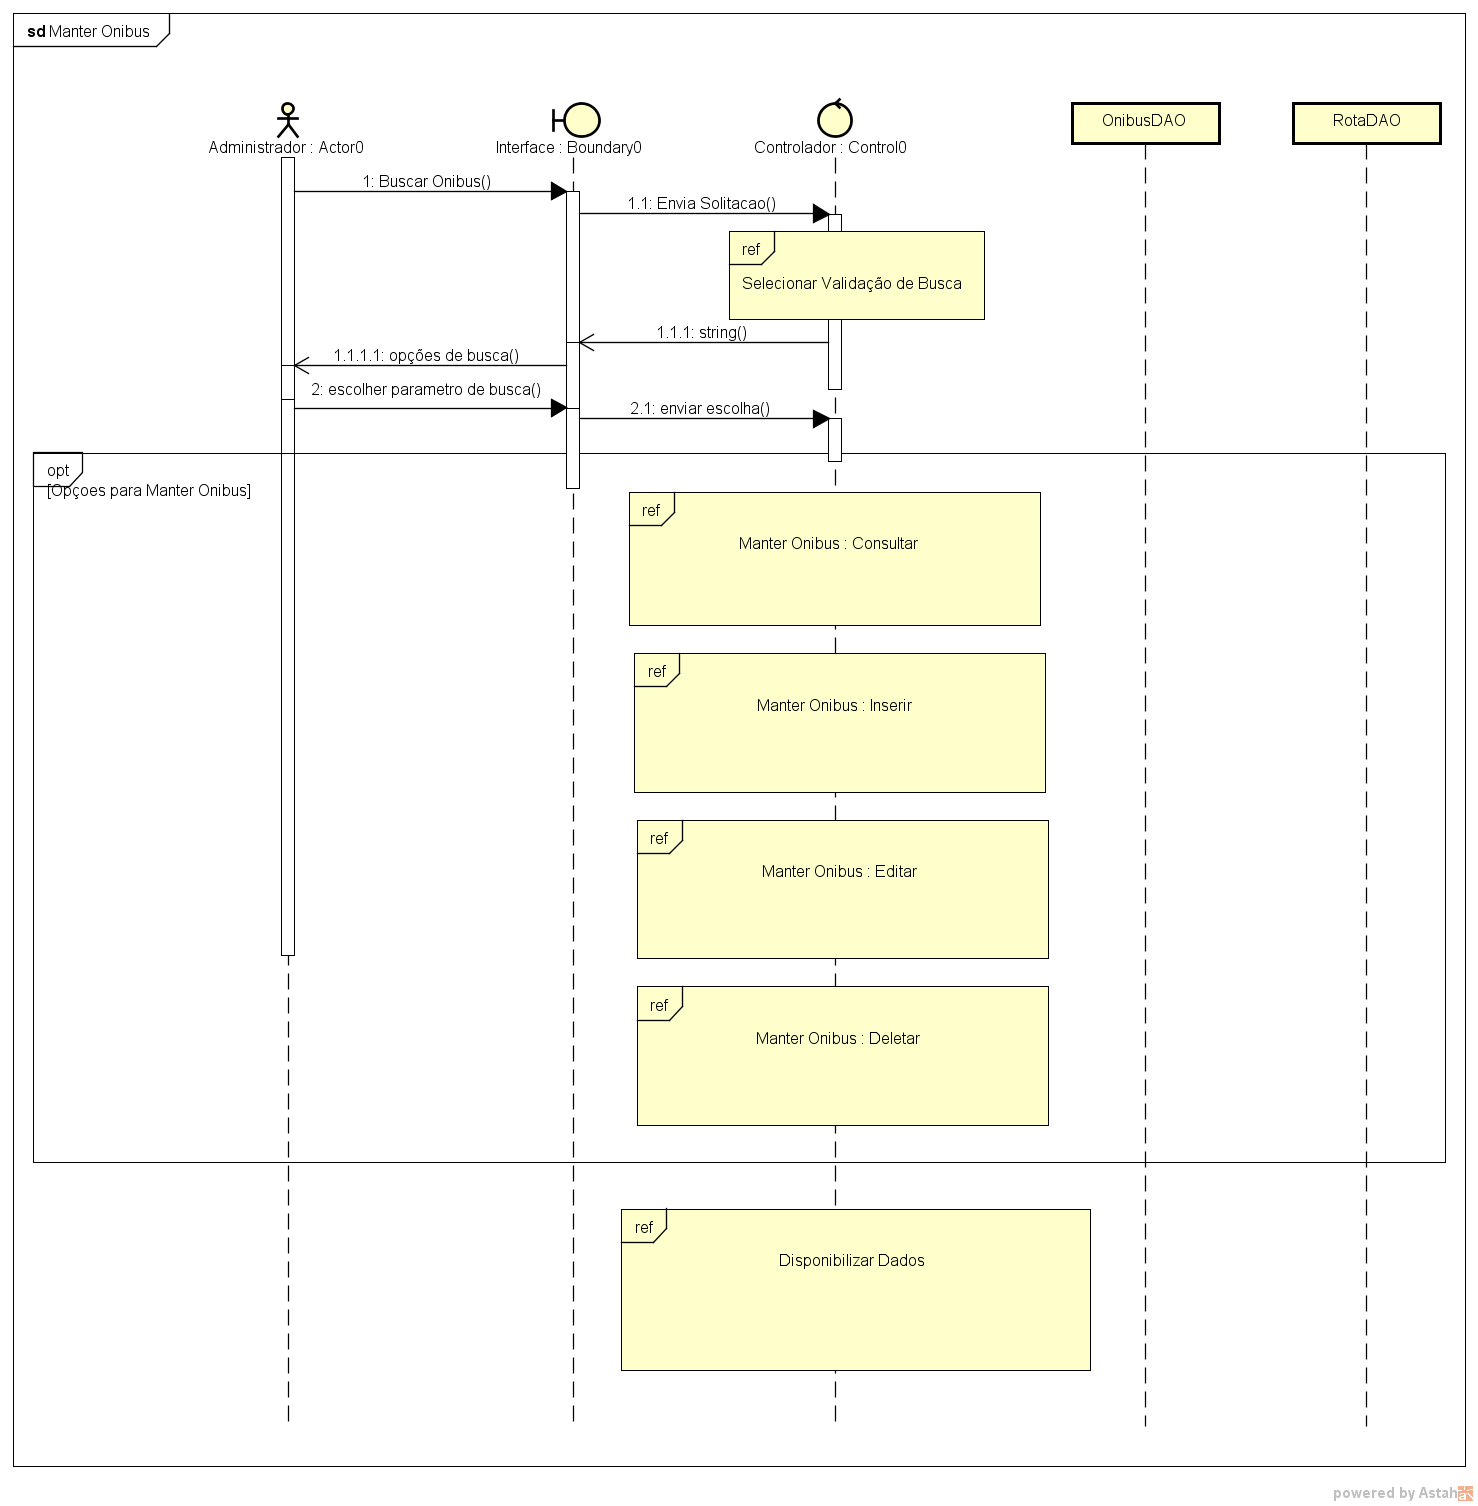 sd Manter Onibus
Administrador : Actor0
Interface : Boundary0
Controlador : Control0
OnibusDAO
RotaDAO
1: Buscar Onibus()
1.1: Envia Solitacao()
ref
Selecionar Validação de Busca
1.1.1: string()
1.1.1.1: opções de busca()
2: escolher parametro de busca()
2.1: enviar escolha()
opt
[Opçoes para Manter Onibus]
ref
Manter Onibus : Consultar
ref
Manter Onibus : Inserir
ref
Manter Onibus : Editar
ref
Manter Onibus : Deletar
ref
Disponibilizar Dados
powered by Astah